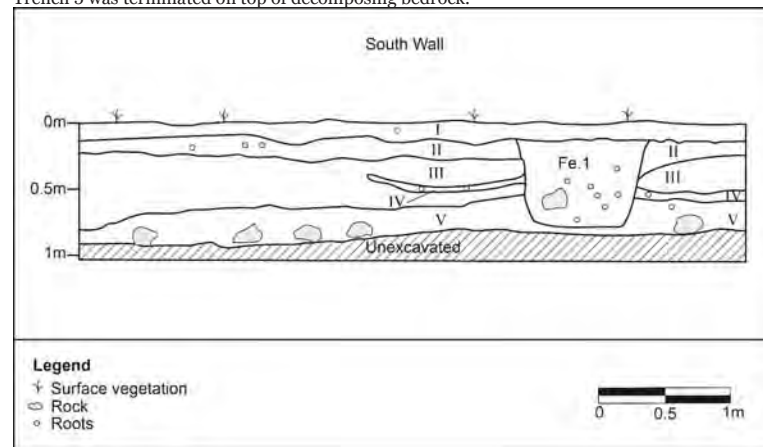 Trench 5 was terminated on top of decomposing bedrock.
South Wall
0m
I
II
Fe.1
II
III
III
0.5m
IV
IV
V
V
Unexcavated
1m
Legend
Surface vegetation
Rock
Roots
0 0.5 1m